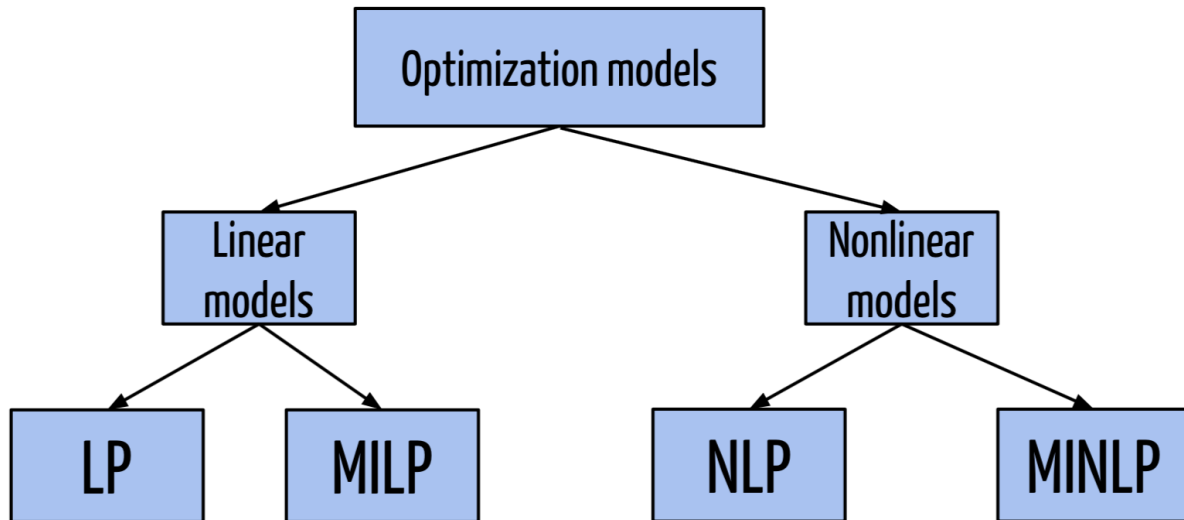 Optimization models
Linear
models
Nonlinear
models
LP
MILP
NLP
MINLP